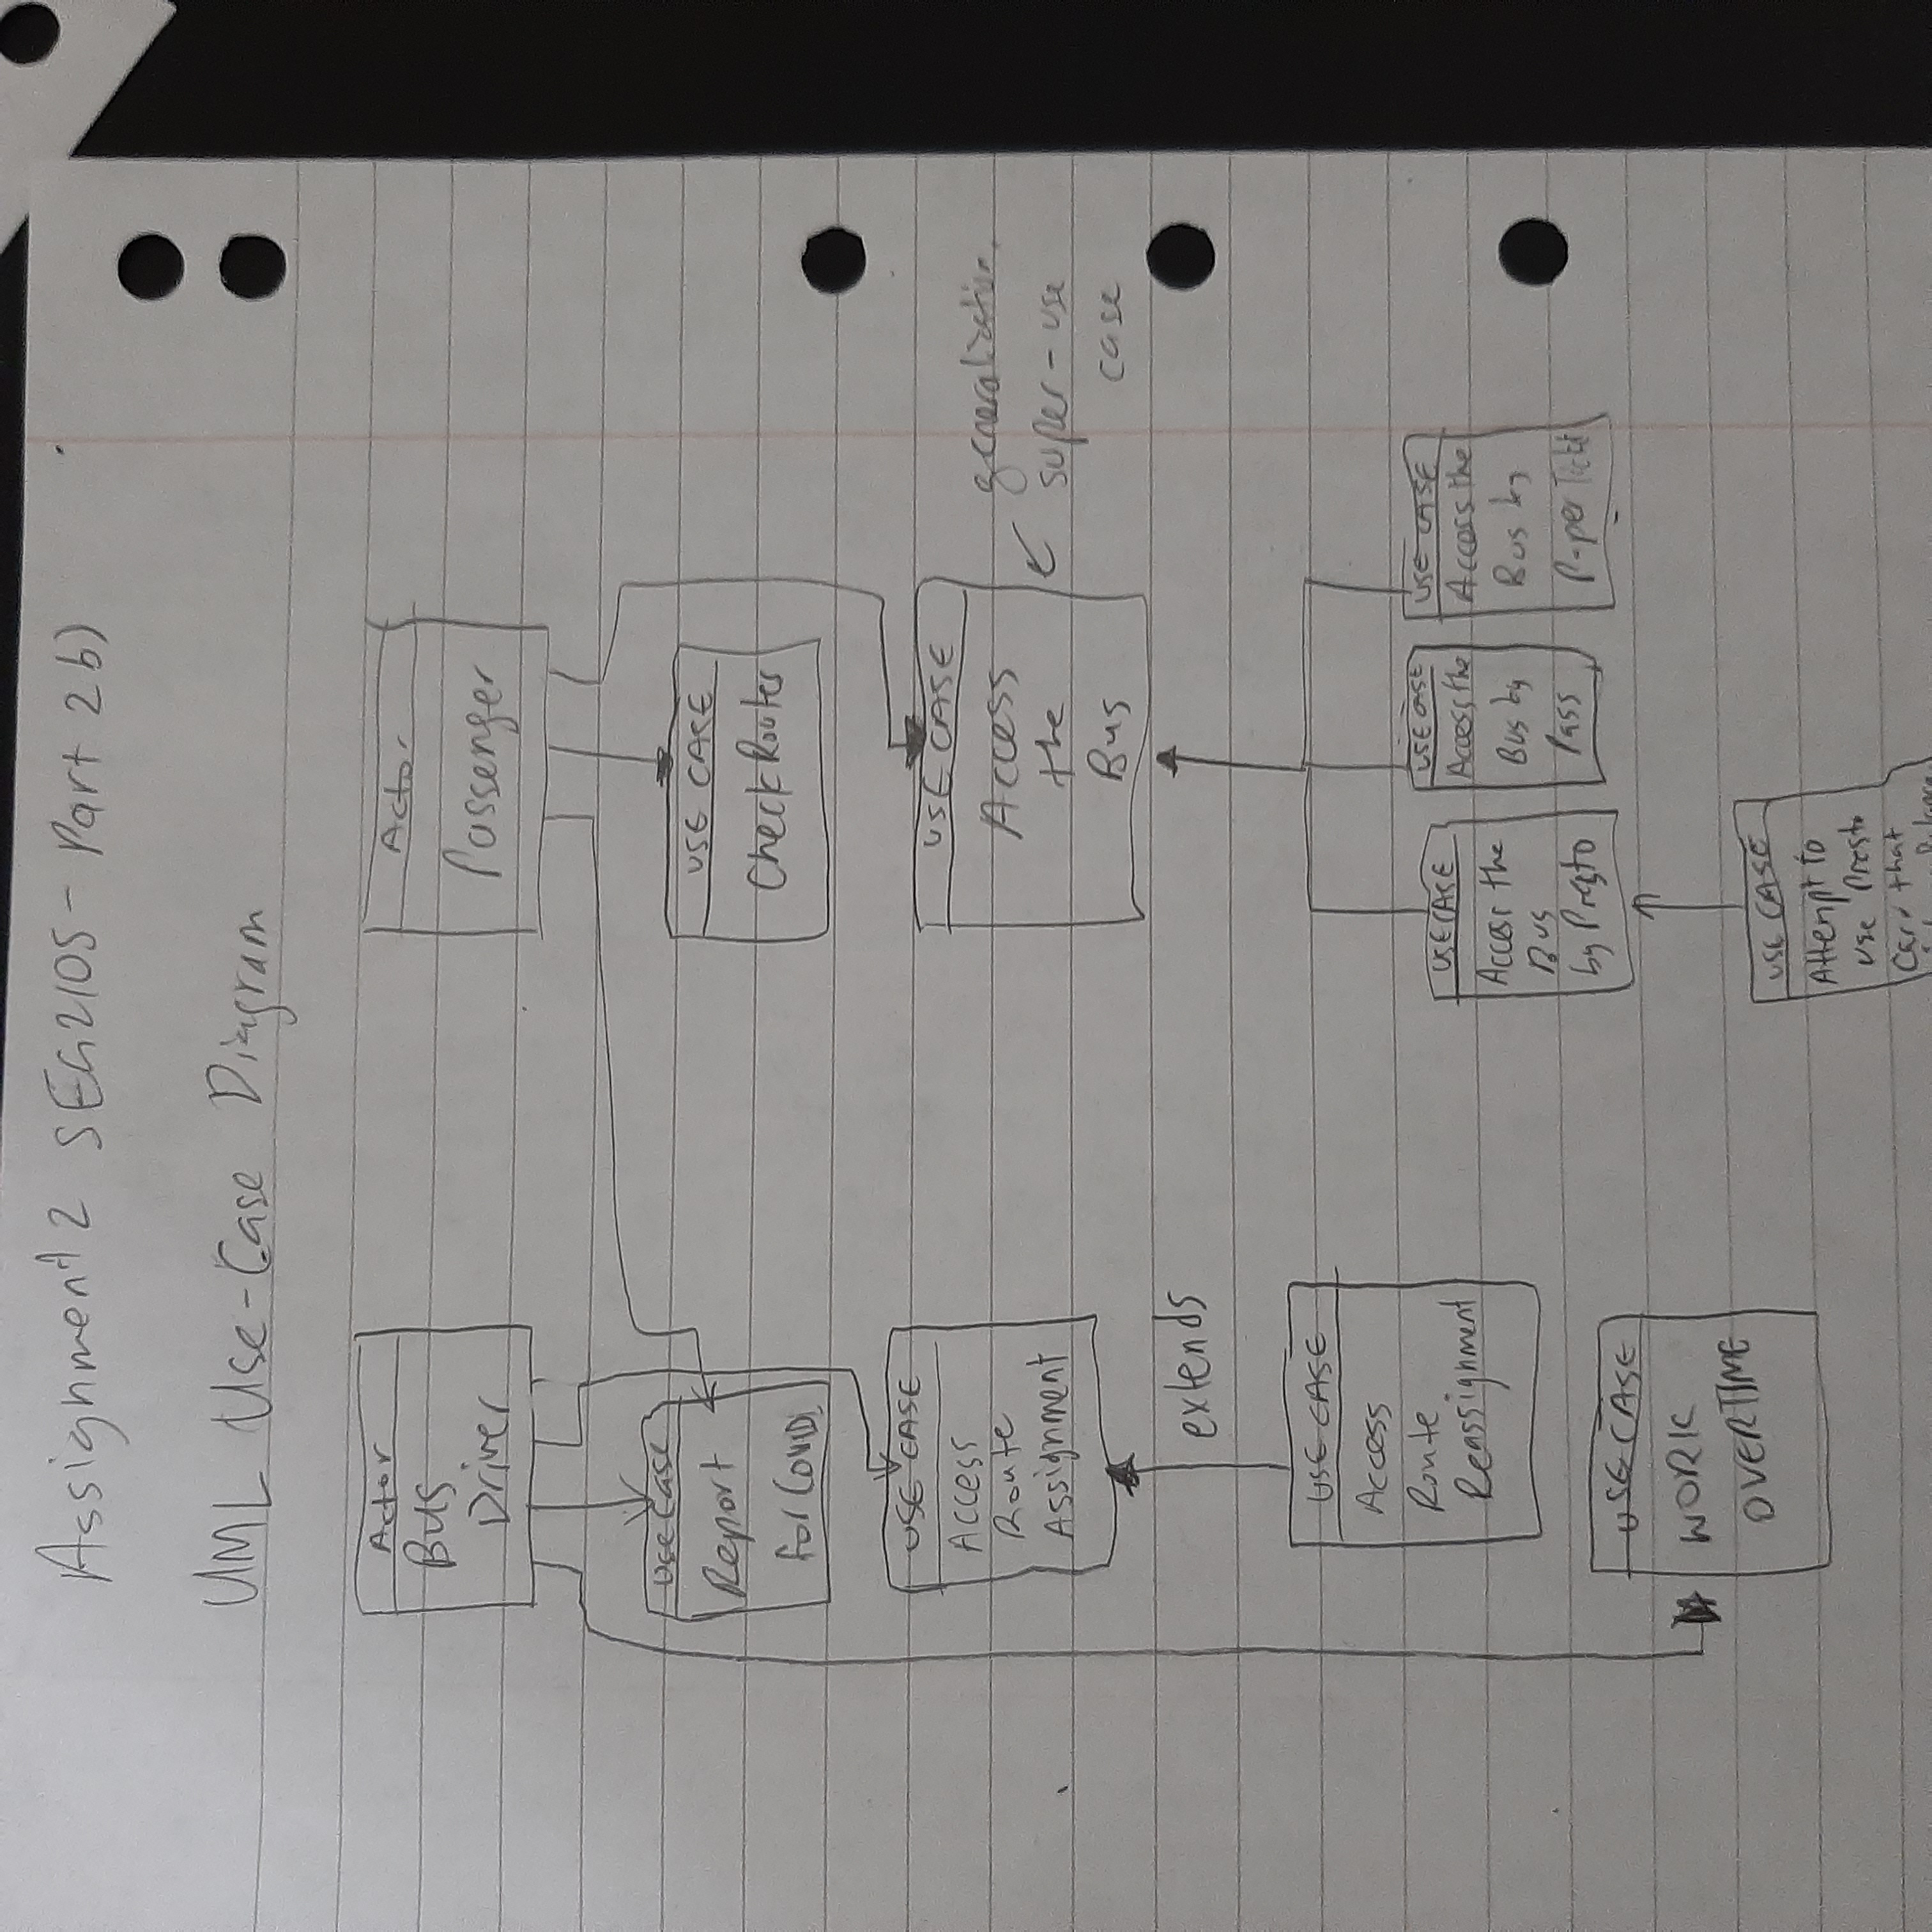 Assignment 2 SEG2105 - Part 2b)
UML Use-Case Diagram
Actor
Bus
Driver
Actor
Passenger
Use Case
Report
for COVID
USE CASE
Check Routes
USE CASE
Access
Route
Assignment
USE CASE
Access
the
Bus
generalization
super-use
case
extends
USE CASE
Access
Route
Reassignment
USE CASE
Access the
Bus
by Presto
USE CASE
Access the
Bus by
Pass
USE CASE
Access the
Bus by
Paper Ticket
USE CASE
WORK
OVERTIME
USE CASE
Attempt to
use Presto
Card that
Balance